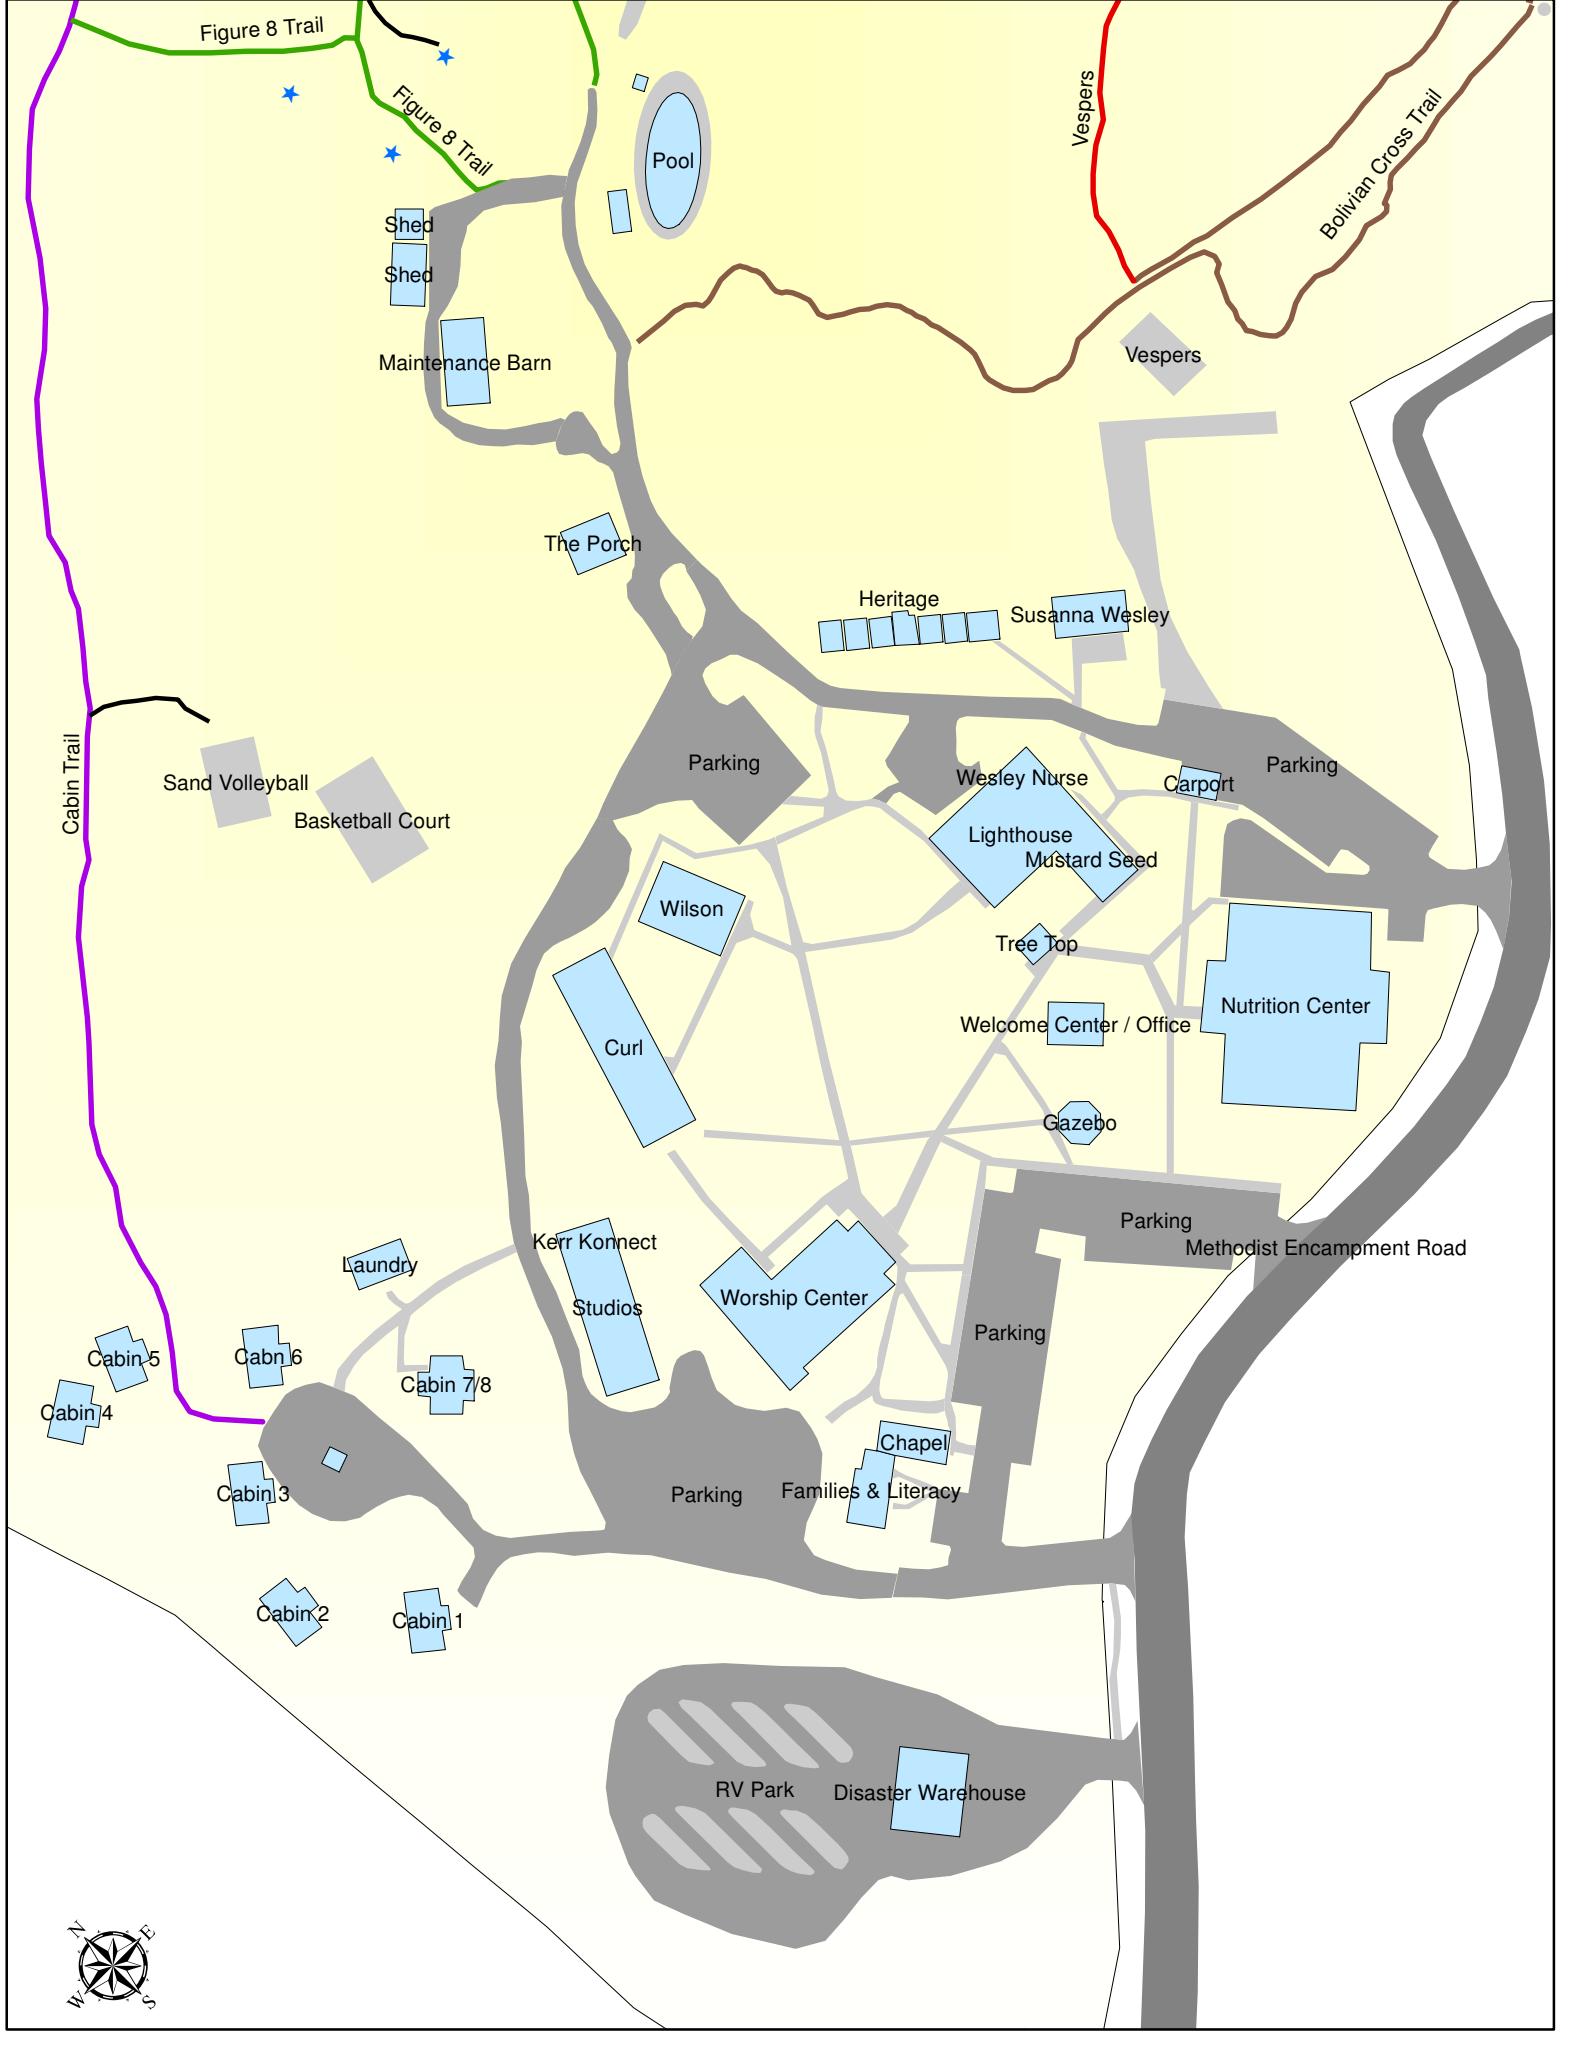 Figure 8 Trail
Figure 8 Trail
Vespers
Bolivian Cross Trail
Pool
Shed
Shed
Maintenance Barn
Vespers
The Porch
Heritage
Susanna Wesley
Cabin Trail
Sand Volleyball
Basketball Court
Parking
Wesley Nurse
Carport
Parking
Lighthouse
Mustard Seed
Wilson
Tree Top
Nutrition Center
Curl
Welcome Center / Office
Gazebo
Parking
Methodist Encampment Road
Kerr Konnect
Laundry
Worship Center
Studios
Parking
Cabin 5
Cabn 6
Cabin 7/8
Cabin 4
Chapel
Cabin 3
Parking
Families & Literacy
Cabin 2
Cabin 1
RV Park
Disaster Warehouse
N
E
W
S